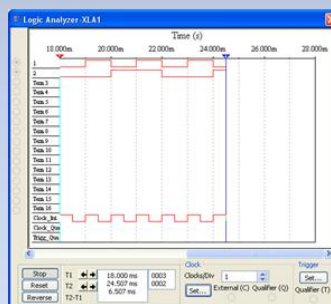 Logic Analyzer-XLA1
Time (s)
18.000m 20.000m 22.000m 24.000m 26.000m 28.000m
1
2
Term 3
Term 4
Term 5
Term 6
Term 7
Term 8
Term 9
Term 10
Term 11
Term 12
Term 13
Term 14
Term 15
Term 16
Clock_Int
Clock_Qua
Trigg_Qua
Stop
Reset
Reverse
T1
T2
T2-T1
18.000 ms
24.507 ms
6.507 ms
0003
0002
Clock
Clocks/Div 1
Set... External (C) Qualifier (Q)
Trigger
Set...
Qualifier (T)